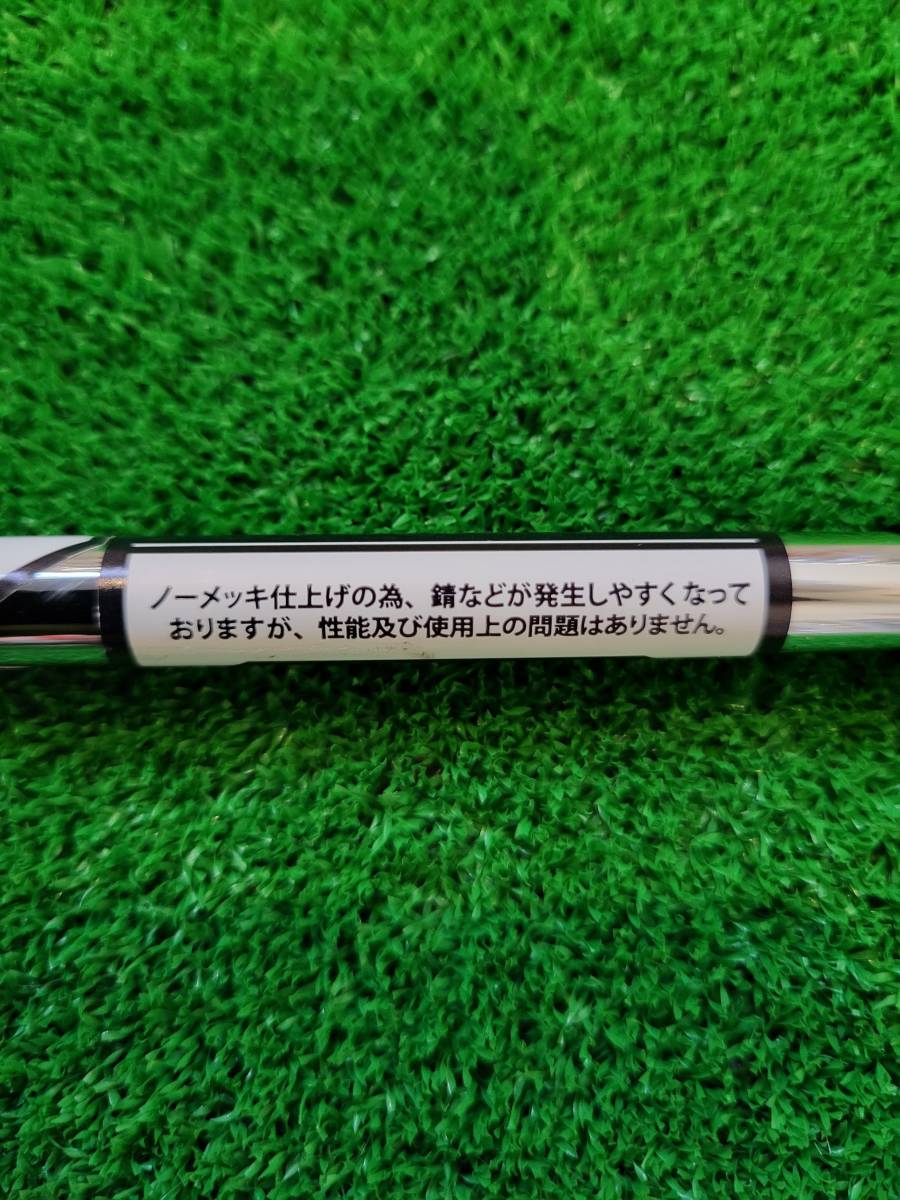 ノーメッキ仕上げの為、錆などが発生しやすくなって
おりますが、性能及び使用上の問題はありません。